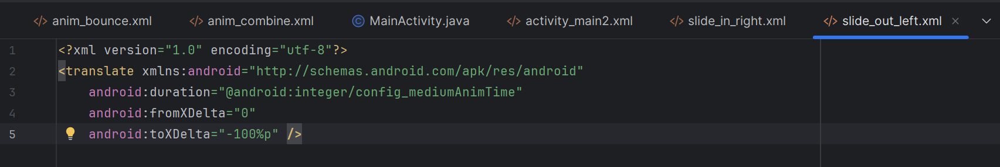 </> anim_bounce.xml </> anim_combine.xml © MainActivity.java </> activity_main2.xml </> slide_in_right.xml </> slide_out_left.xml ×
1 <?xml version="1.0" encoding="utf-8"?>
2 <translate xmlns:android="http://schemas.android.com/apk/res/android"
3 android:duration="@android:integer/config_mediumAnimTime"
4 android:fromXDelta="0"
5 android:toXDelta="-100%p" />